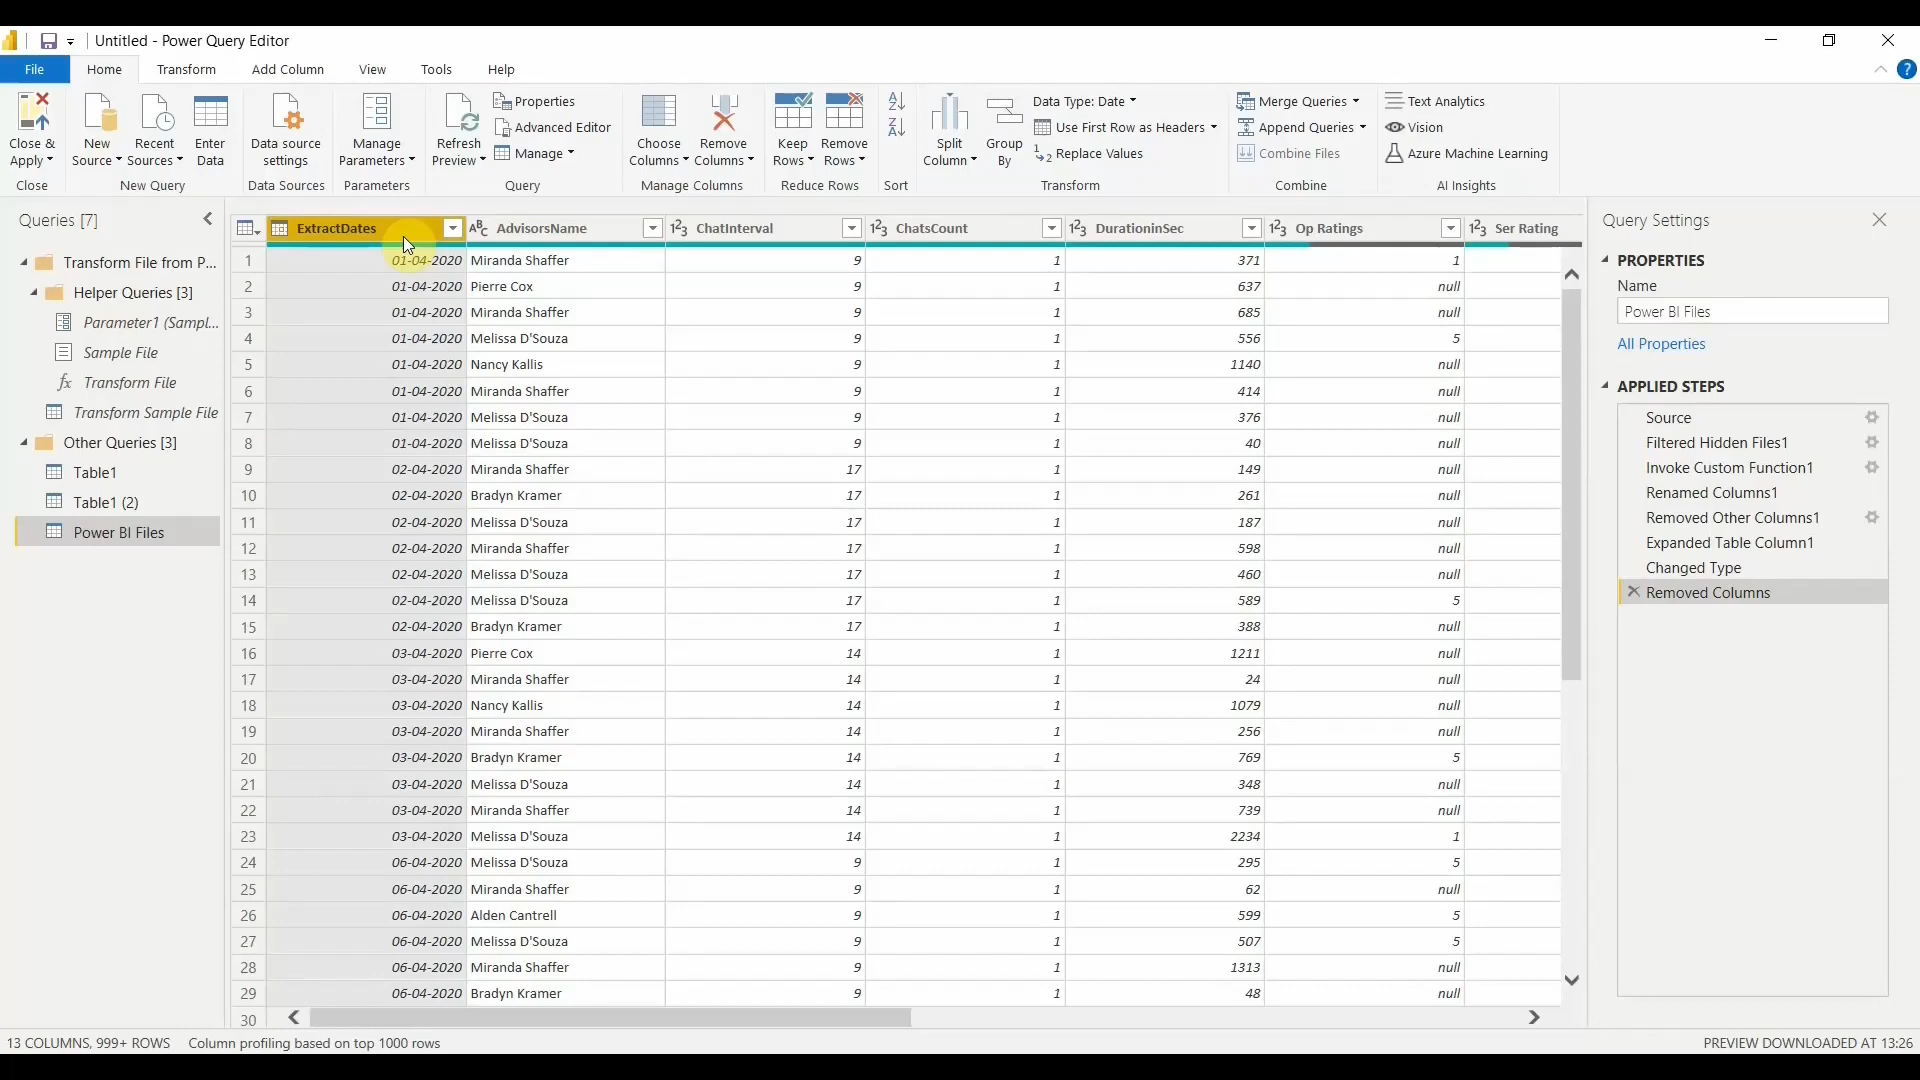 Untitled - Power Query Editor
File Home Transform Add Column View Tools Help
Close & Apply
New Source
Recent Sources
Enter Data
Data source settings
Manage Parameters
Refresh Preview
Properties
Advanced Editor
Manage
Choose Columns
Remove Columns
Keep Rows
Remove Rows
A Z
Z A
Split Column
Group By
Data Type: Date
Use First Row as Headers
1 2 Replace Values
Merge Queries
Append Queries
Combine Files
Text Analytics
Vision
Azure Machine Learning
Close New Query Data Sources Parameters Query Manage Columns Reduce Rows Sort Transform Combine AI Insights
Queries [7]
Transform File from P...
Helper Queries [3]
Parameter1 (Sampl...
Sample File
fx Transform File
Transform Sample File
Other Queries [3]
Table1
Table1 (2)
Power BI Files
ExtractDates ABC AdvisorsName 123 ChatInterval 123 ChatsCount 123 DurationinSec 123 Op Ratings 123 Ser Rating
1 01-04-2020 Miranda Shaffer 9 1 371 1
2 01-04-2020 Pierre Cox 9 1 637 null
3 01-04-2020 Miranda Shaffer 9 1 685 null
4 01-04-2020 Melissa D'Souza 9 1 556 5
5 01-04-2020 Nancy Kallis 9 1 1140 null
6 01-04-2020 Miranda Shaffer 9 1 414 null
7 01-04-2020 Melissa D'Souza 9 1 376 null
8 01-04-2020 Melissa D'Souza 9 1 40 null
9 02-04-2020 Miranda Shaffer 17 1 149 null
10 02-04-2020 Bradyn Kramer 17 1 261 null
11 02-04-2020 Melissa D'Souza 17 1 187 null
12 02-04-2020 Miranda Shaffer 17 1 598 null
13 02-04-2020 Melissa D'Souza 17 1 460 null
14 02-04-2020 Melissa D'Souza 17 1 589 5
15 02-04-2020 Bradyn Kramer 17 1 388 null
16 03-04-2020 Pierre Cox 14 1 1211 null
17 03-04-2020 Miranda Shaffer 14 1 24 null
18 03-04-2020 Nancy Kallis 14 1 1079 null
19 03-04-2020 Miranda Shaffer 14 1 256 null
20 03-04-2020 Bradyn Kramer 14 1 769 5
21 03-04-2020 Melissa D'Souza 14 1 348 null
22 03-04-2020 Miranda Shaffer 14 1 739 null
23 03-04-2020 Melissa D'Souza 14 1 2234 1
24 06-04-2020 Melissa D'Souza 9 1 295 5
25 06-04-2020 Miranda Shaffer 9 1 62 null
26 06-04-2020 Alden Cantrell 9 1 599 5
27 06-04-2020 Melissa D'Souza 9 1 507 5
28 06-04-2020 Miranda Shaffer 9 1 1313 null
29 06-04-2020 Bradyn Kramer 9 1 48 null
30
Query Settings
PROPERTIES
Name
Power BI Files
All Properties
APPLIED STEPS
Source
Filtered Hidden Files1
Invoke Custom Function1
Renamed Columns1
Removed Other Columns1
Expanded Table Column1
Changed Type
Removed Columns
13 COLUMNS, 999+ ROWS Column profiling based on top 1000 rows PREVIEW DOWNLOADED AT 13:26